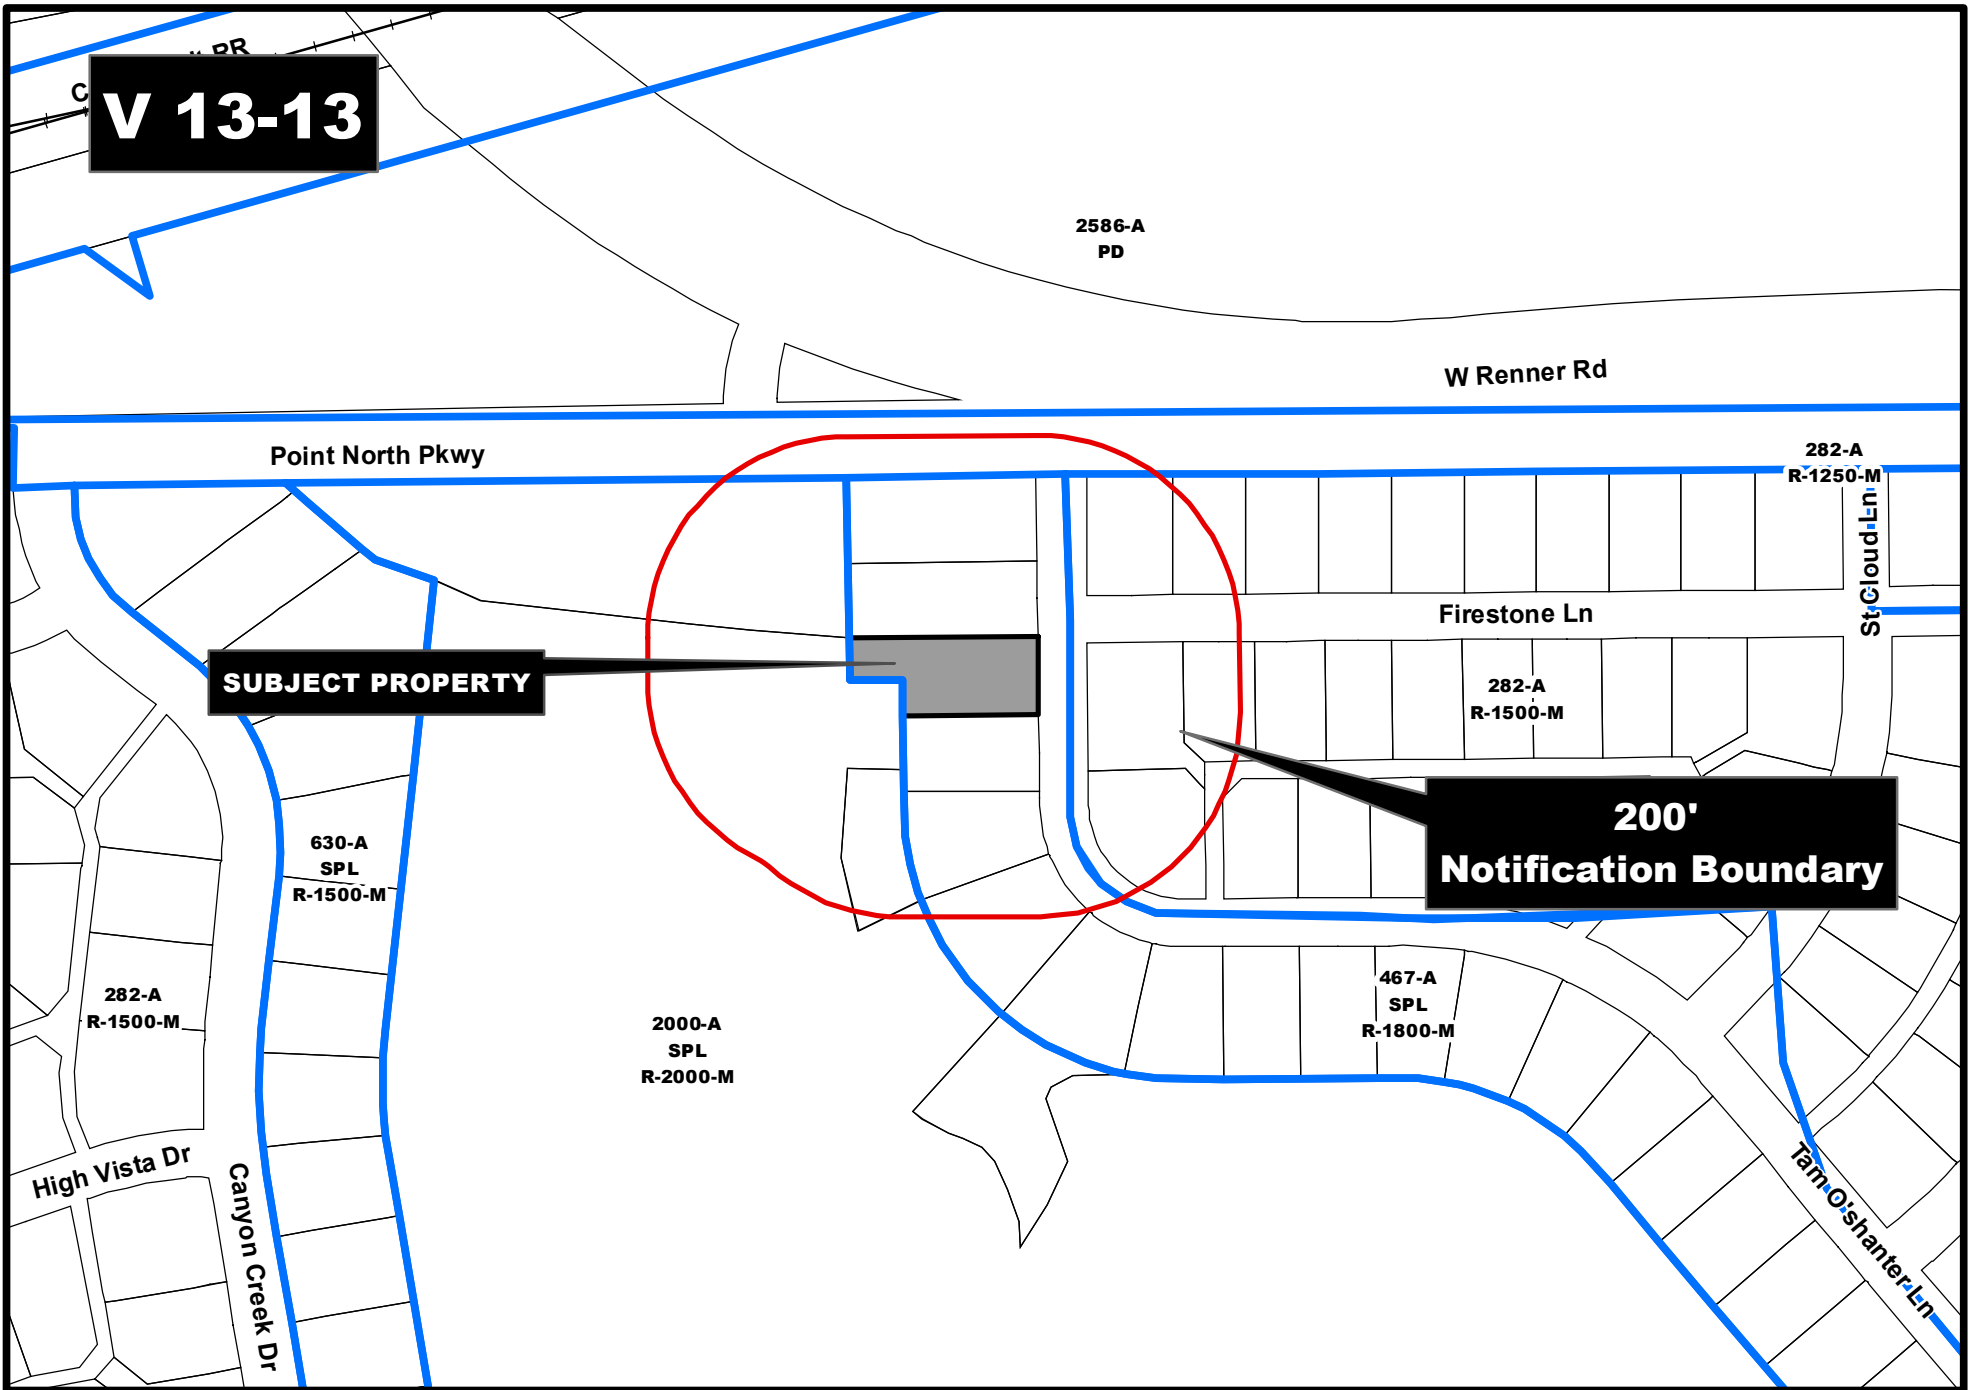 RR
C
V 13-13
2586-A
PD
W Renner Rd
Point North Pkwy
282-A
R-1250-M
St Cloud Ln
Firestone Ln
SUBJECT PROPERTY
282-A
R-1500-M
200'
Notification Boundary
630-A
SPL
R-1500-M
282-A
R-1500-M
2000-A
SPL
R-2000-M
467-A
SPL
R-1800-M
High Vista Dr
Canyon Creek Dr
Tam O'shanter Ln